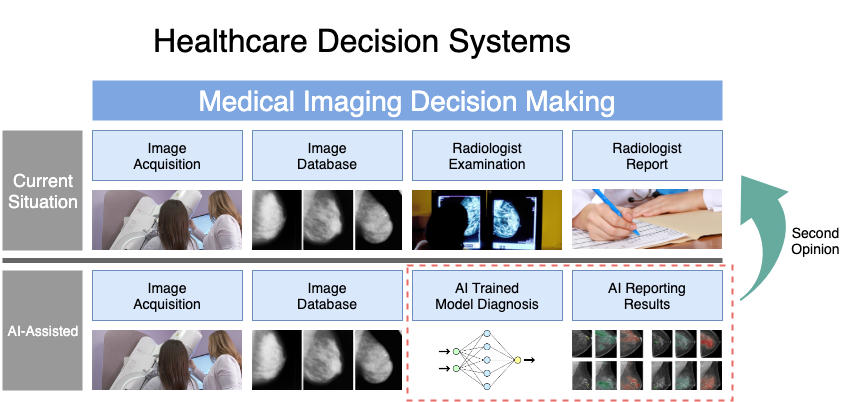 Healthcare Decision Systems
Medical Imaging Decision Making
Current
Situation
Image
Acquisition
Image
Database
Radiologist
Examination
Radiologist
Report
Second
Opinion
AI-Assisted
Image
Acquisition
Image
Database
AI Trained
Model Diagnosis
AI Reporting
Results